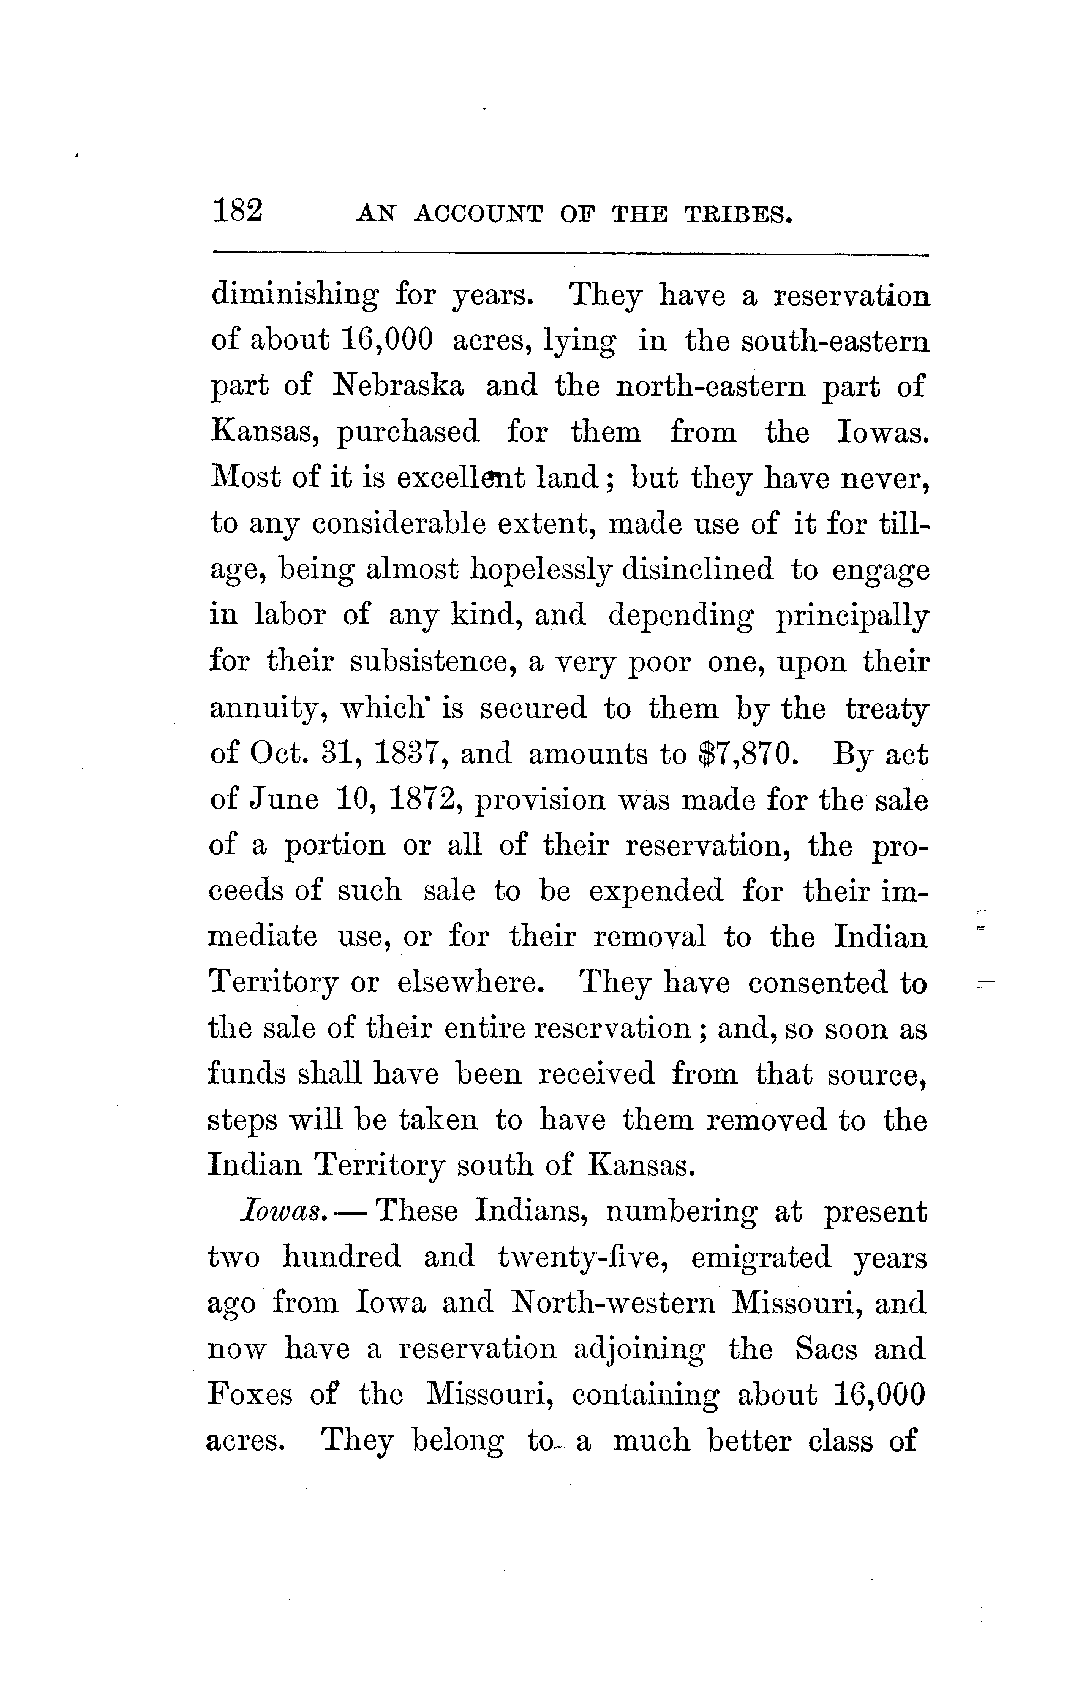 182 AN ACCOUNT OF THE TRIBES.
diminishing for years. They have a reservation
of about 16,000 acres, lying in the south-eastern
part of Nebraska and the north-eastern part of
Kansas, purchased for them from the Iowas.
Most of it is excellent land; but they have never,
to any considerable extent, made use of it for till-
age, being almost hopelessly disinclined to engage
in labor of any kind, and depending principally
for their subsistence, a very poor one, upon their
annuity, which is secured to them by the treaty
of Oct. 31, 1837, and amounts to $7,870. By act
of June 10, 1872, provision was made for the sale
of a portion or all of their reservation, the pro-
ceeds of such sale to be expended for their im-
mediate use, or for their removal to the Indian
Territory or elsewhere. They have consented to
the sale of their entire reservation; and, so soon as
funds shall have been received from that source,
steps will be taken to have them removed to the
Indian Territory south of Kansas.
Iowas. — These Indians, numbering at present
two hundred and twenty-five, emigrated years
ago from Iowa and North-western Missouri, and
now have a reservation adjoining the Sacs and
Foxes of the Missouri, containing about 16,000
acres. They belong to a much better class of